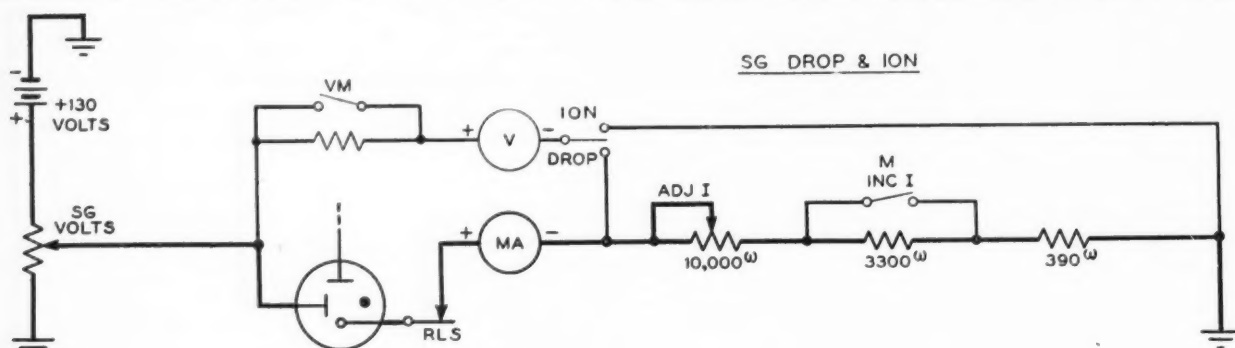 SG DROP & ION
-
+130
VOLTS
+
VM
ION
+ V -
DROP
M
INC I
ADJ I
SG
VOLTS
+ MA -
10,000ω
3300ω
390ω
RLS